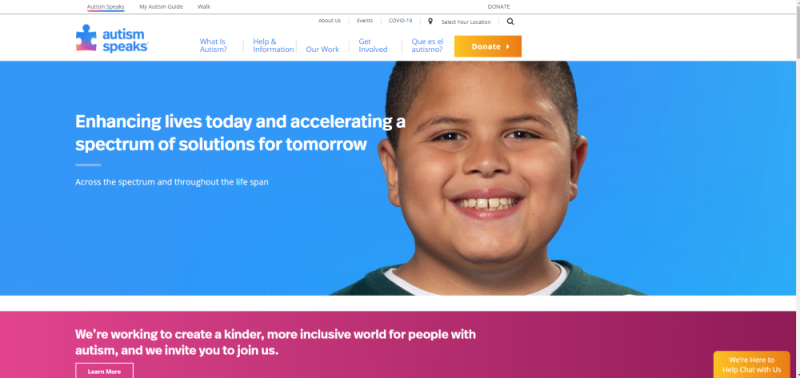 Autism Speaks My Autism Guide Walk DONATE
About Us Events COVID-19 Select Your Location
autism
speaks
What Is
Autism?
Help &
Information
Our Work
Get
Involved
Que es el
autismo?
Donate
Enhancing lives today and accelerating a
spectrum of solutions for tomorrow
Across the spectrum and throughout the life span
We're working to create a kinder, more inclusive world for people with
autism, and we invite you to join us.
Learn More
We're Here to
Help Chat with Us